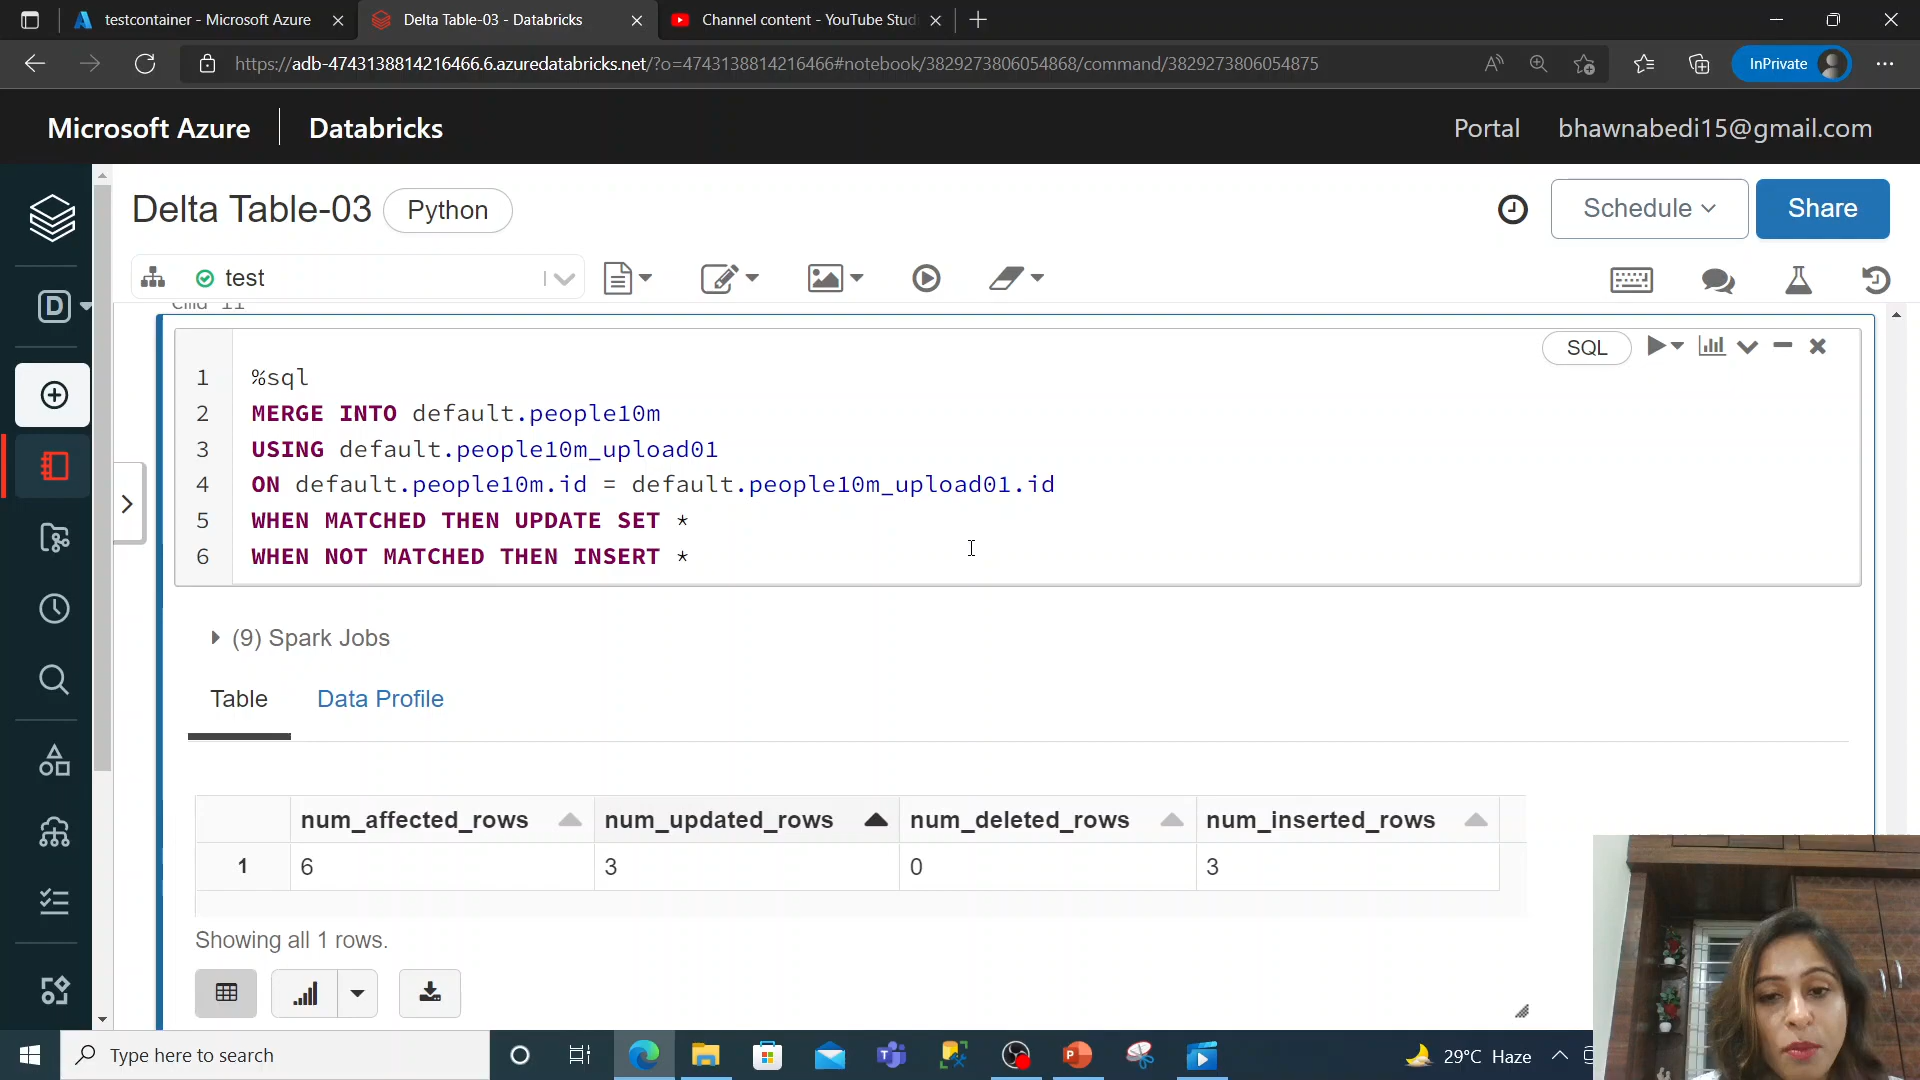 testcontainer - Microsoft Azure
Delta Table-03 - Databricks
Channel content - YouTube Studi
https://adb-4743138814216466.6.azuredatabricks.net/?o=4743138814216466#notebook/3829273806054868/command/3829273806054875
InPrivate
Microsoft Azure
Databricks
Portal
bhawnabedi15@gmail.com
Delta Table-03
Python
Schedule
Share
test
D
Cmd 11
SQL
1 %sql
2 MERGE INTO default.people10m
3 USING default.people10m_upload01
4 ON default.people10m.id = default.people10m_upload01.id
5 WHEN MATCHED THEN UPDATE SET *
6 WHEN NOT MATCHED THEN INSERT *
(9) Spark Jobs
Table
Data Profile
num_affected_rows num_updated_rows num_deleted_rows num_inserted_rows
1 6 3 0 3
Showing all 1 rows.
Type here to search
29°C Haze